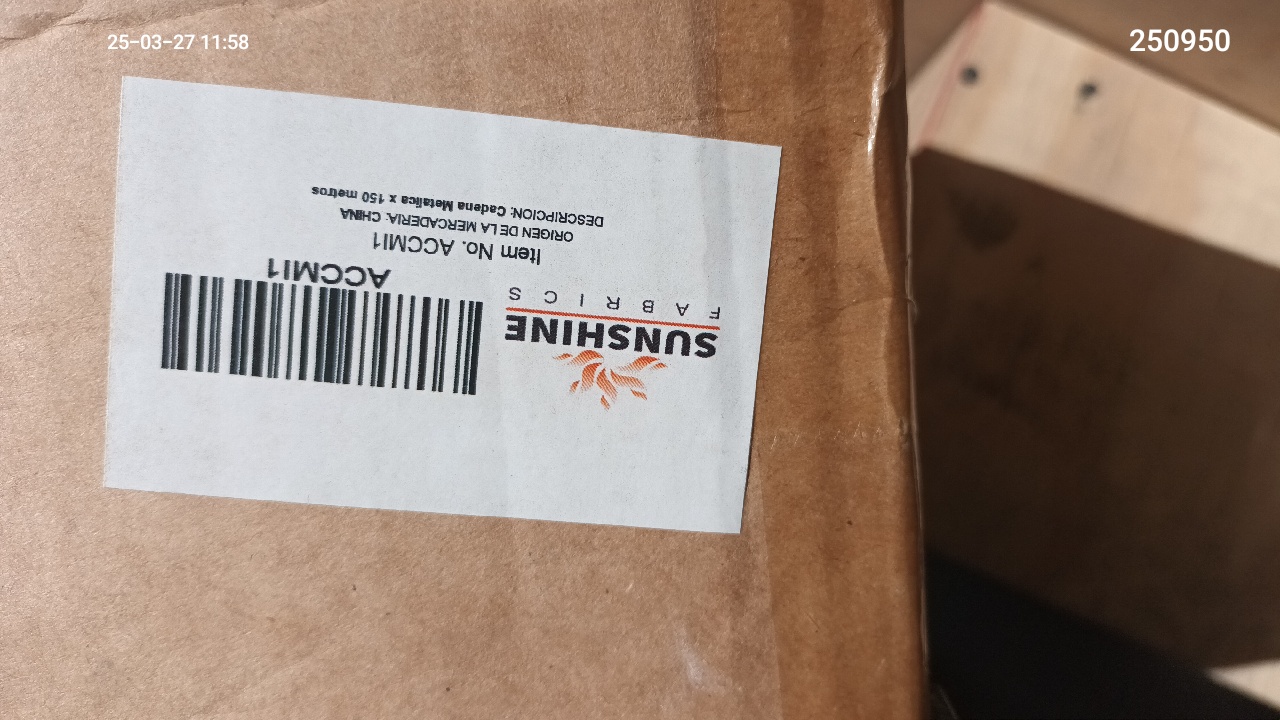 25-03-27 11:58
250950
SUNSHINE
FABRICS
ACCMI1
Item No. ACCMI1
ORIGEN DE LA MERCADERIA: CHINA
DESCRIPCION: Cadena Metalica x 150 metros